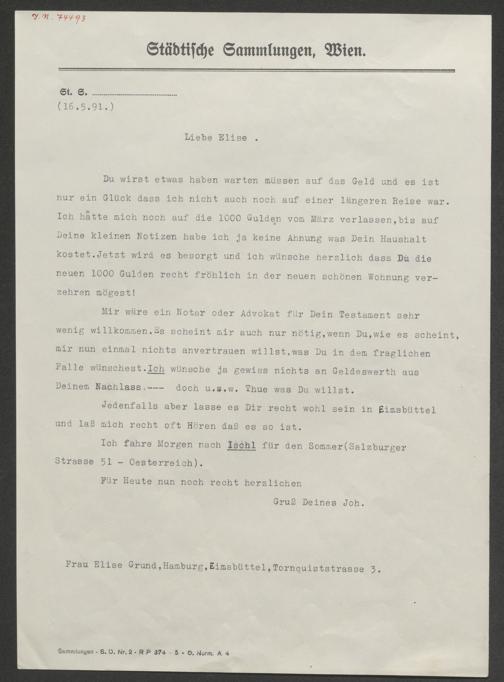 J.N. 74493
Städtische Sammlungen, Wien.
St. S.
(16.5.91.)
Liebe Elise .
Du wirst etwas haben warten müssen auf das Geld und es ist
nur ein Glück dass ich nicht auch noch auf einer längeren Reise war.
Ich hätte mich noch auf die 1000 Gulden vom März verlassen,bis auf
Deine kleinen Notizen habe ich ja keine Ahnung was Dein Haushalt
kostet.Jetzt wird es besorgt und ich wünsche herzlich dass Du die
neuen 1000 Gulden recht fröhlich in der neuen schönen Wohnung ver-
zehren mögest!
Mir wäre ein Notar oder Advokat für Dein Testament sehr
wenig willkommen.Es scheint mir auch nur nötig,wenn Du,wie es scheint,
mir nun einmal nichts anvertrauen willst,was Du in dem fraglichen
Falle wünschest.Ich wünsche ja gewiss nichts an Geldeswerth aus
Deinem Nachlass.--- doch u.s.w. Thue was Du willst.
Jedenfalls aber lasse es Dir recht wohl sein in Eimsbüttel
und laß mich recht oft Hören daß es so ist.
Ich fahre Morgen nach Ischl für den Sommer(Salzburger
Strasse 51 - Oesterreich).
Für Heute nun noch recht herzlichen
Gruß Deines Joh.
Frau Elise Grund,Hamburg,Eimsbüttel,Tornquiststrasse 3.
Sammlungen - S. D. Nr. 2 - R P 374 - 5 - D. Norm. A 4